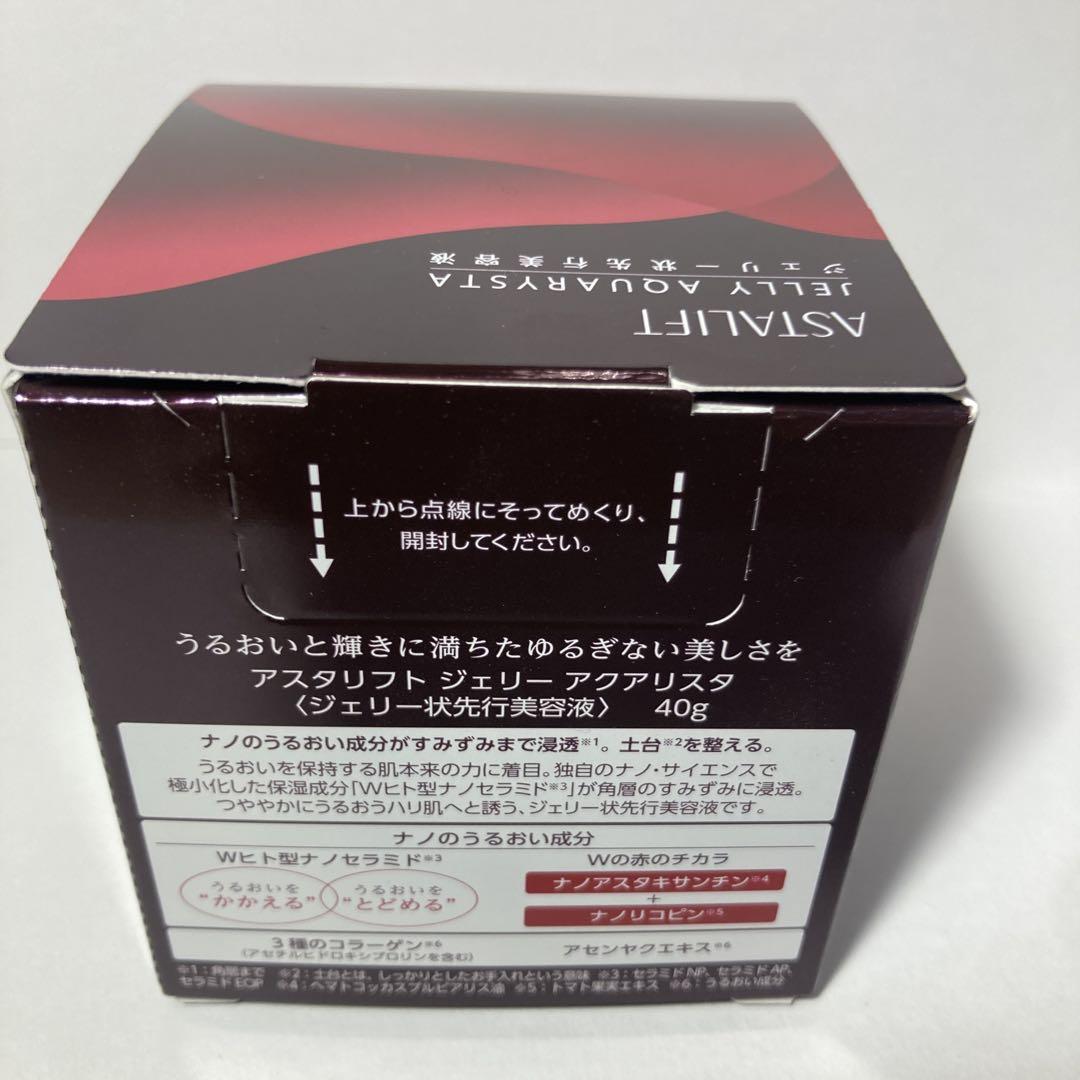 ASTALIFT
JELLY AQUARYSTA
ジェリー状先行美容液
上から点線にそってめくり、
開封してください。
うるおいと輝きに満ちたゆるぎない美しさを
アスタリフト ジェリー アクアリスタ
〈ジェリー状先行美容液〉 40g
ナノのうるおい成分がすみずみまで浸透※1。土台※2を整える。
うるおいを保持する肌本来の力に着目。独自のナノ・サイエンスで
極小化した保湿成分「Wヒト型ナノセラミド※3」が角層のすみずみに浸透。
つややかにうるおうハリ肌へと誘う、ジェリー状先行美容液です。
ナノのうるおい成分
Wヒト型ナノセラミド※3
うるおいを
“かかえる”
うるおいを
“とどめる”
Wの赤のチカラ
ナノアスタキサンチン※4
+
ナノリコピン※5
3種のコラーゲン※6
(アセチルヒドロキシプロリンを含む)
アセンヤクエキス※6
※1：角層まで ※2：土台とは、しっかりとしたお手入れという意味 ※3：セラミドNP、セラミドAP、
セラミドEOP ※4：ヘマトコッカスプルビアリス油 ※5：トマト果実エキス ※6：うるおい成分